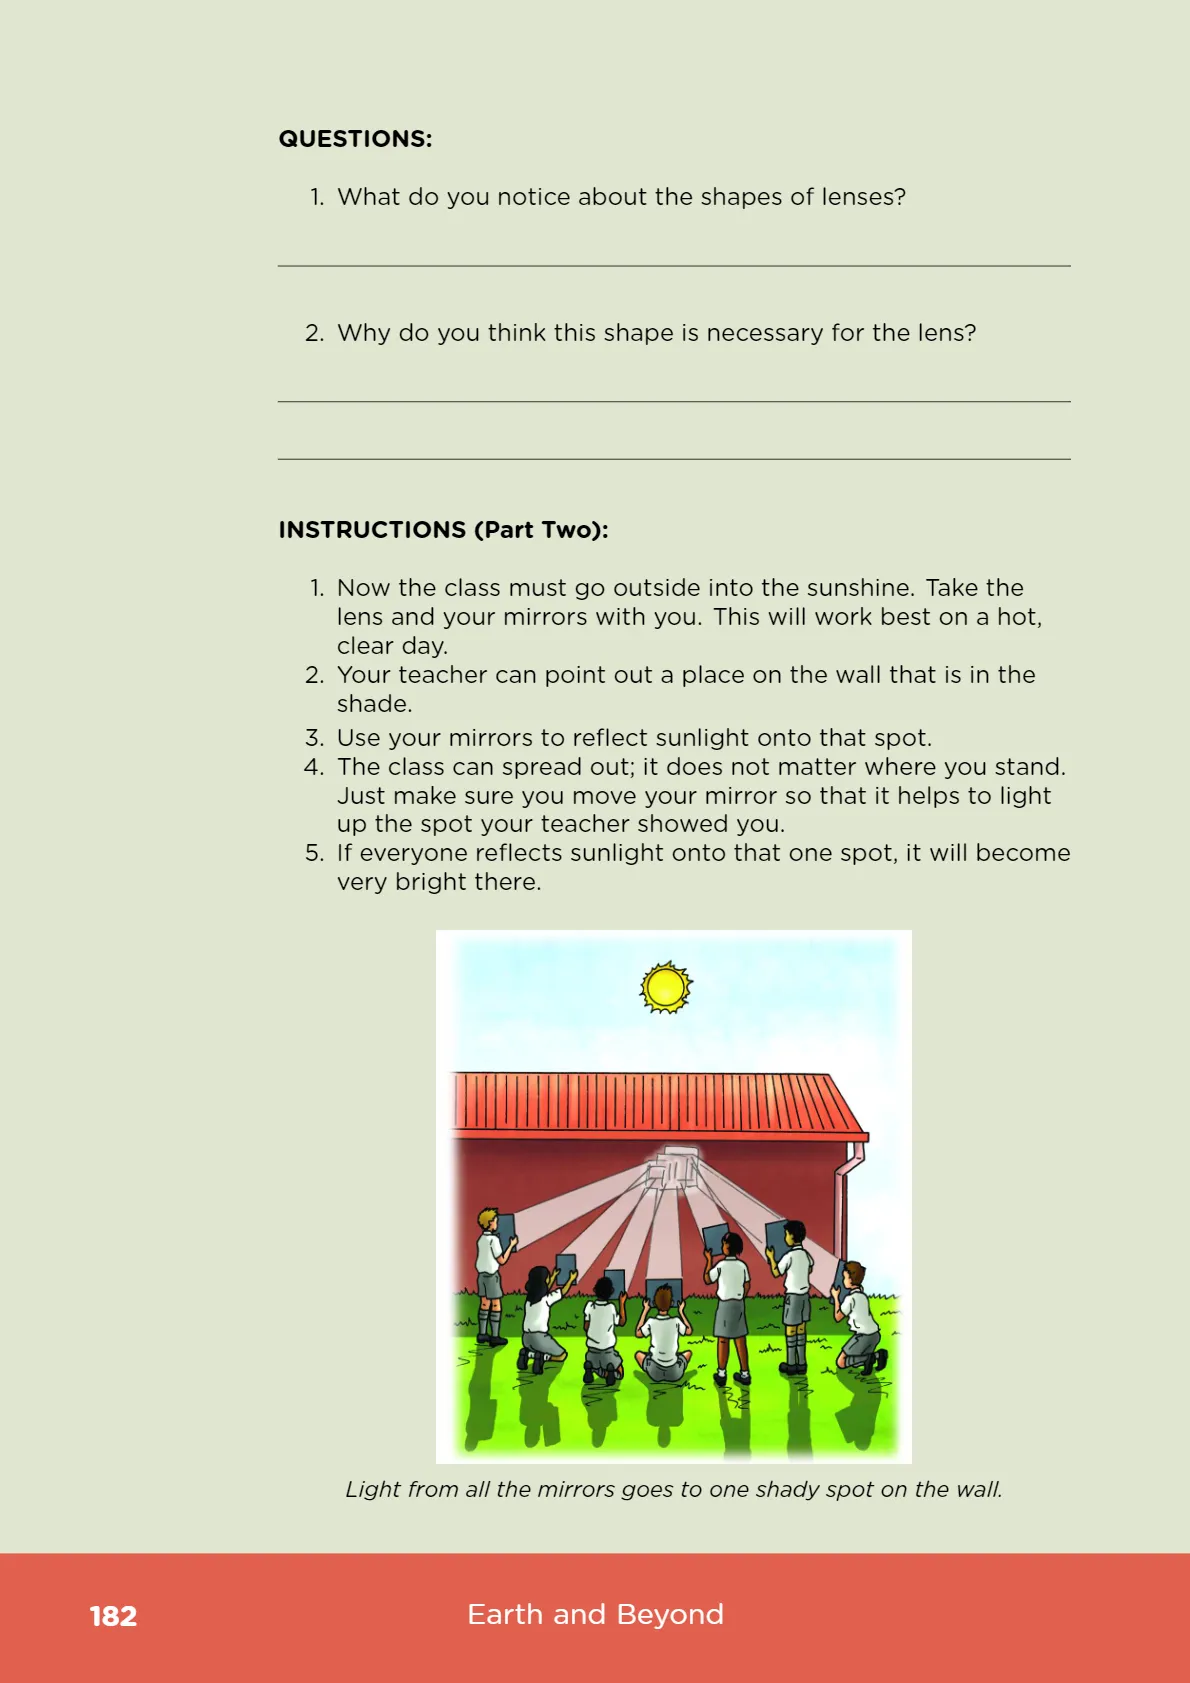 QUESTIONS:
1. What do you notice about the shapes of lenses?
2. Why do you think this shape is necessary for the lens?
INSTRUCTIONS (Part Two):
1. Now the class must go outside into the sunshine. Take the
lens and your mirrors with you. This will work best on a hot,
clear day.
2. Your teacher can point out a place on the wall that is in the
shade.
3. Use your mirrors to reflect sunlight onto that spot.
4. The class can spread out; it does not matter where you stand.
Just make sure you move your mirror so that it helps to light
up the spot your teacher showed you.
5. If everyone reflects sunlight onto that one spot, it will become
very bright there.
Light from all the mirrors goes to one shady spot on the wall.
182
Earth and Beyond